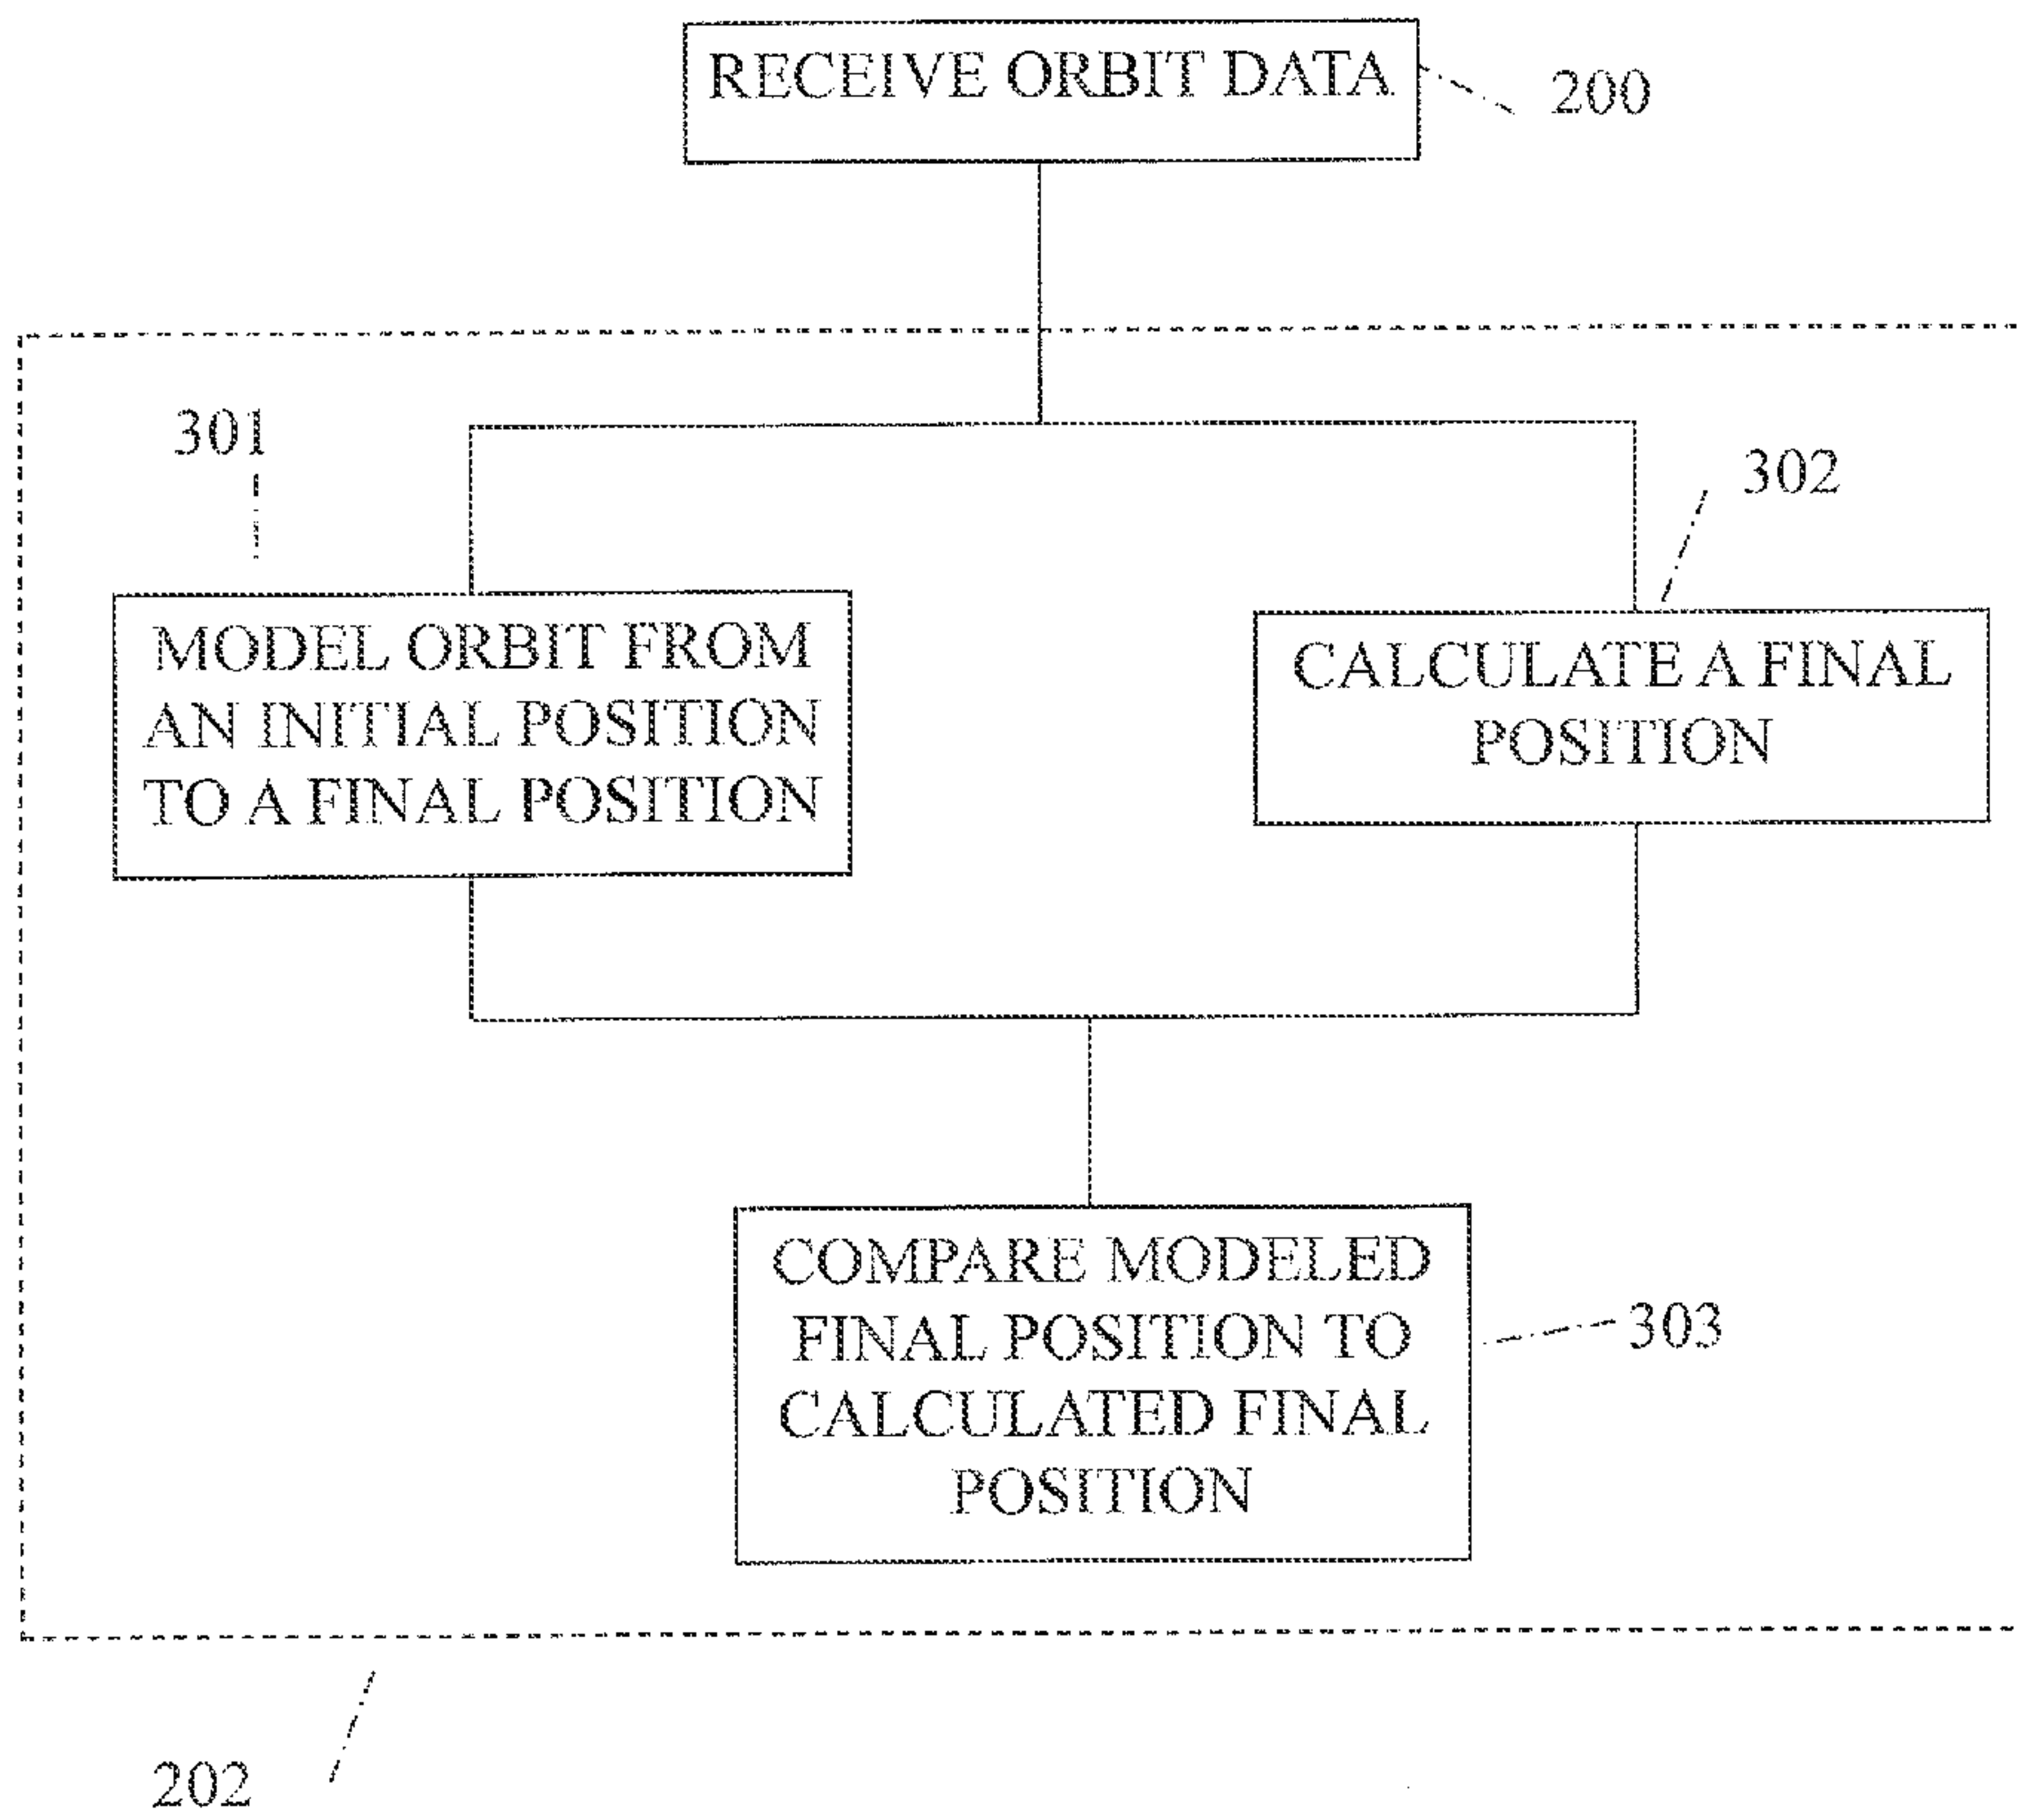 RECEIVE ORBIT DATA
200
301
302
MODEL ORBIT FROM
AN INITIAL POSITION
TO A FINAL POSITION
CALCULATE A FINAL
POSITION
COMPARE MODELED
FINAL POSITION TO
CALCULATED FINAL
POSITION
303
202